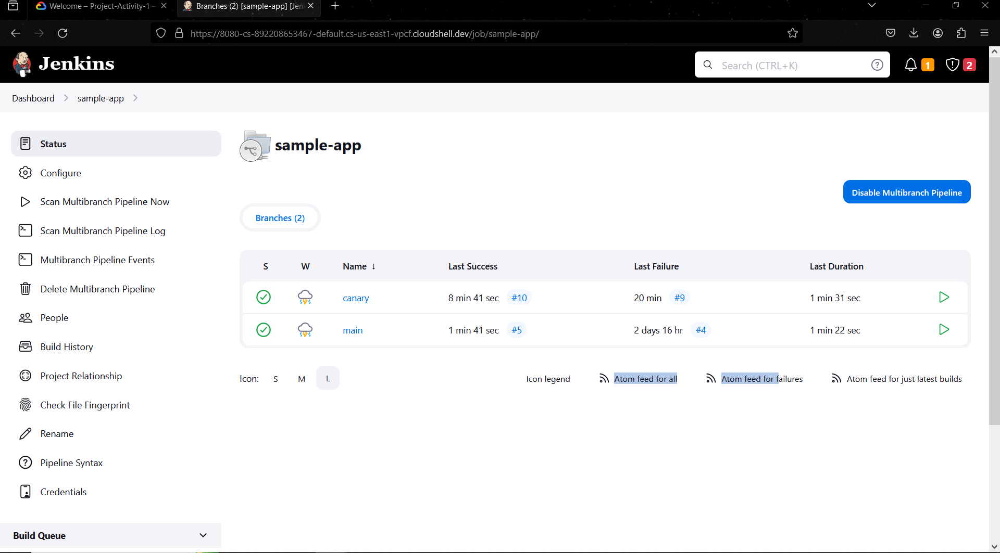 Welcome – Project-Activity-1 –
Branches (2) [sample-app] [Jen
https://8080-cs-892208653467-default.cs-us-east1-vpcf.cloudshell.dev/job/sample-app/
Jenkins
Search (CTRL+K)
1
2
Dashboard
sample-app
Status
Configure
Scan Multibranch Pipeline Now
Scan Multibranch Pipeline Log
Multibranch Pipeline Events
Delete Multibranch Pipeline
People
Build History
Project Relationship
Check File Fingerprint
Rename
Pipeline Syntax
Credentials
Build Queue
sample-app
Disable Multibranch Pipeline
Branches (2)
S W Name ↓ Last Success Last Failure Last Duration
canary 8 min 41 sec #10 20 min #9 1 min 31 sec
main 1 min 41 sec #5 2 days 16 hr #4 1 min 22 sec
Icon: S M L Icon legend Atom feed for all Atom feed for failures Atom feed for just latest builds